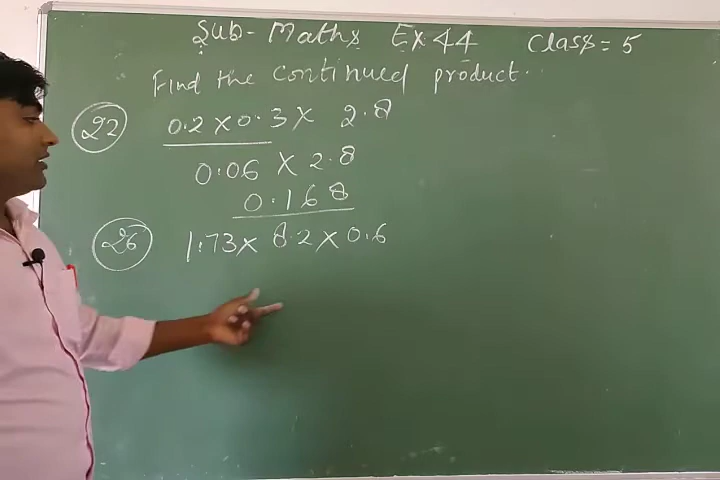 Sub- Maths Ex 44 Class = 5
Find the continued product.
22 0.2 x 0.3 x 2.8
0.06 x 2.8
0.168
26 1.73 x 8.2 x 0.6